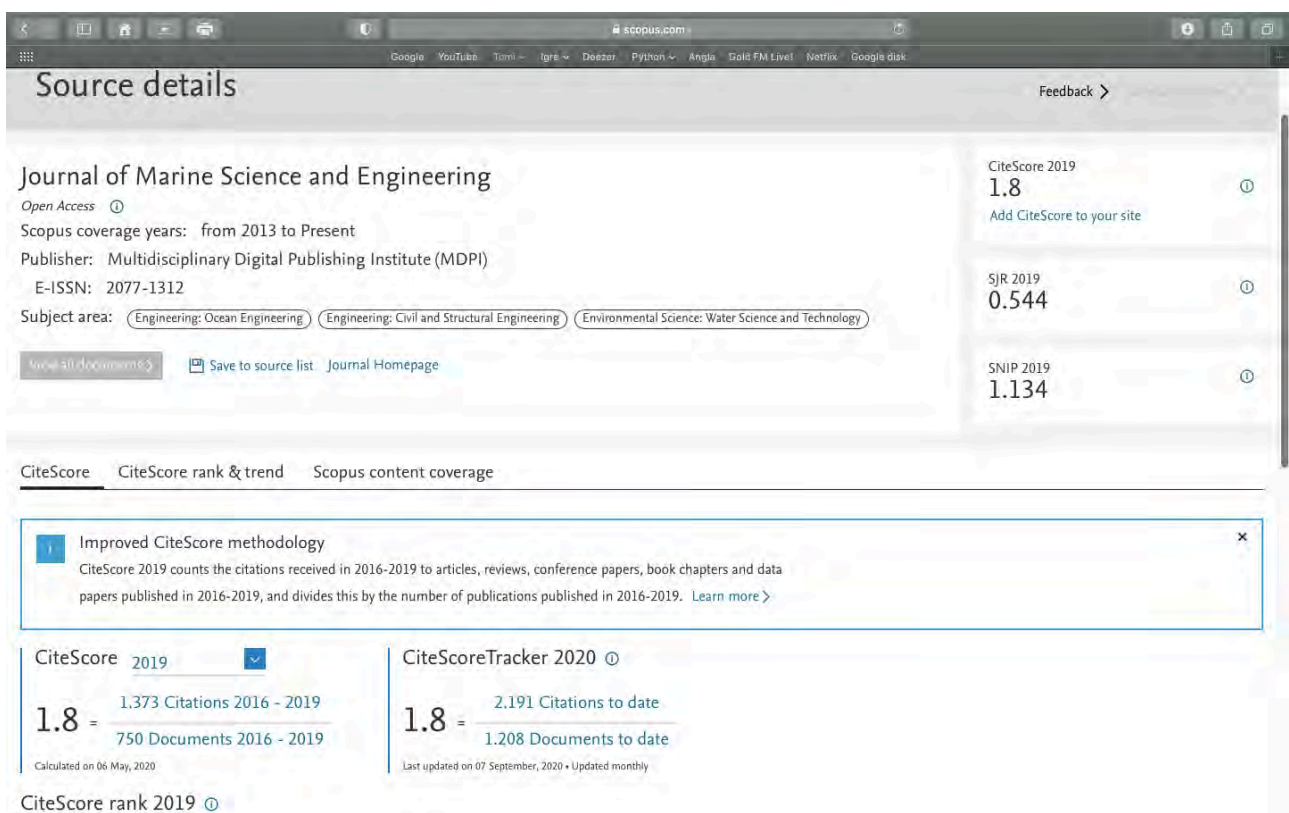 scopus.com
Google YouTube Tomi Igre Deezer Python Angla Gold FM Live! Netflix Google disk
Source details
Feedback >
Journal of Marine Science and Engineering
Open Access
Scopus coverage years: from 2013 to Present
Publisher: Multidisciplinary Digital Publishing Institute (MDPI)
E-ISSN: 2077-1312
Subject area: Engineering: Ocean Engineering Engineering: Civil and Structural Engineering Environmental Science: Water Science and Technology
View all documents >
Save to source list Journal Homepage
CiteScore 2019
1.8
Add CiteScore to your site
SJR 2019
0.544
SNIP 2019
1.134
CiteScore CiteScore rank & trend Scopus content coverage
i Improved CiteScore methodology ×
CiteScore 2019 counts the citations received in 2016-2019 to articles, reviews, conference papers, book chapters and data
papers published in 2016-2019, and divides this by the number of publications published in 2016-2019. Learn more >
CiteScore 2019
1.8 =
1.373 Citations 2016 - 2019
750 Documents 2016 - 2019
Calculated on 06 May, 2020
CiteScoreTracker 2020
1.8 =
2.191 Citations to date
1.208 Documents to date
Last updated on 07 September, 2020 • Updated monthly
CiteScore rank 2019